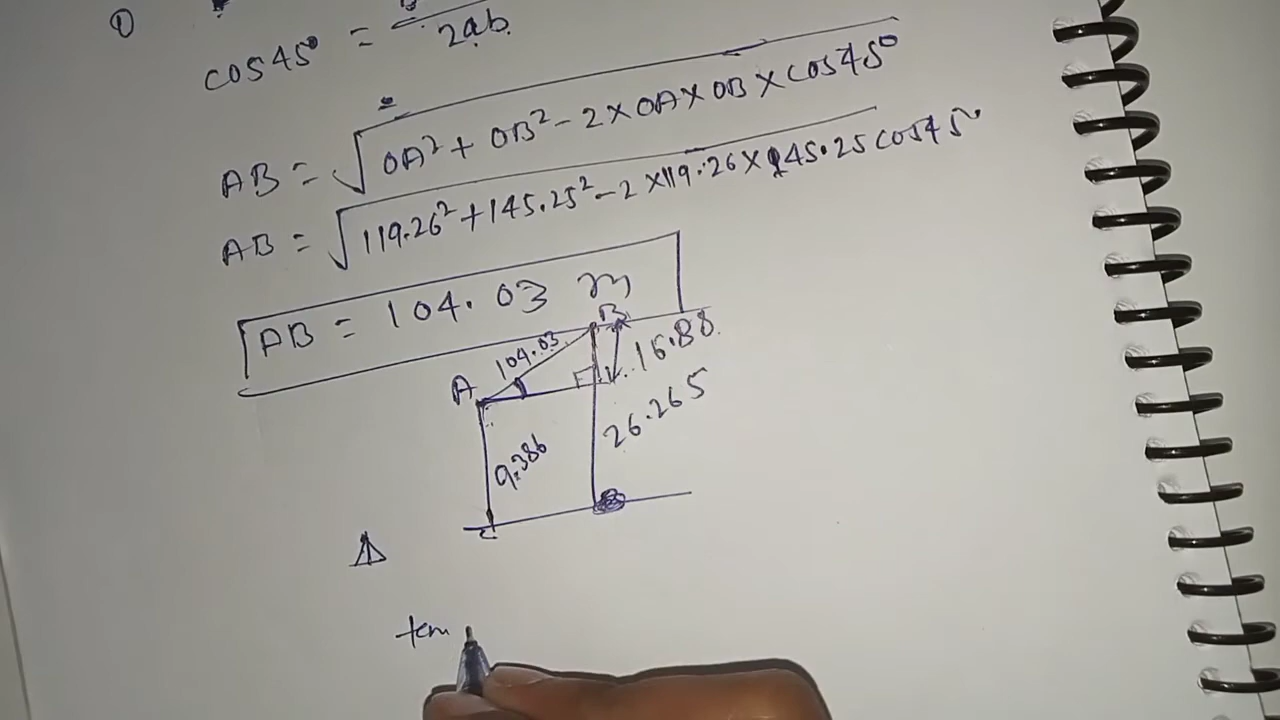 ①
cos45° = 2ab
AB = √OA² + OB² - 2 × OA × OB × cos45°
AB = √119.26² + 145.25² - 2 × 119.26 × 145.25 cos45°
AB = 104.03 m
B
104.03
16.88
A
26.265
9.386
C
tan